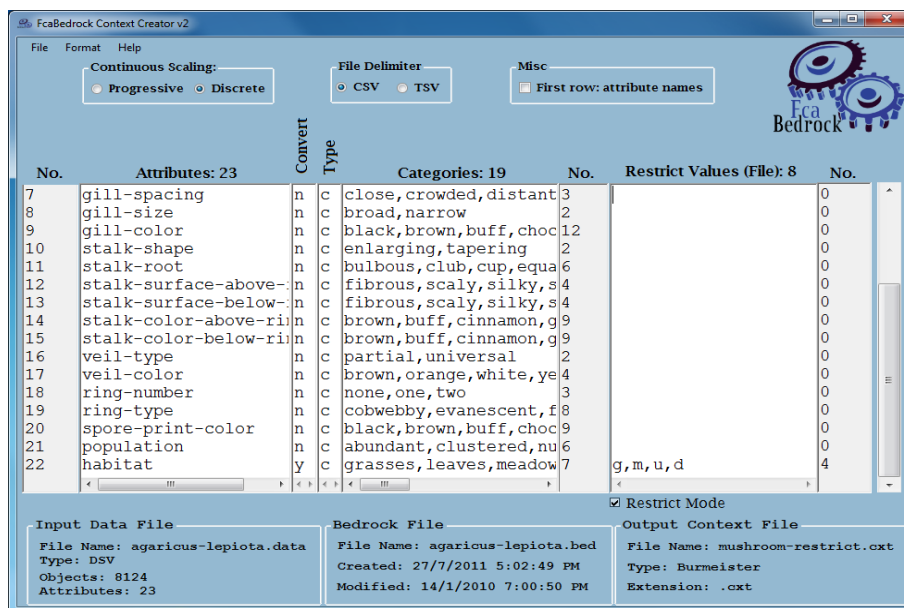 FcaBedrock Context Creator v2
File Format Help
Continuous Scaling:
Progressive Discrete
File Delimiter
CSV TSV
Misc
First row: attribute names
Fca
Bedrock
No. Attributes: 23 Convert Type Categories: 19 No. Restrict Values (File): 8 No.
7 gill-spacing n c close,crowded,distant 3 0
8 gill-size n c broad,narrow 2 0
9 gill-color n c black,brown,buff,choc 12 0
10 stalk-shape n c enlarging,tapering 2 0
11 stalk-root n c bulbous,club,cup,equa 6 0
12 stalk-surface-above- n c fibrous,scaly,silky,s 4 0
13 stalk-surface-below- n c fibrous,scaly,silky,s 4 0
14 stalk-color-above-ri n c brown,buff,cinnamon,g 9 0
15 stalk-color-below-ri n c brown,buff,cinnamon,g 9 0
16 veil-type n c partial,universal 2 0
17 veil-color n c brown,orange,white,ye 4 0
18 ring-number n c none,one,two 3 0
19 ring-type n c cobwebby,evanescent,f 8 0
20 spore-print-color n c black,brown,buff,choc 9 0
21 population n c abundant,clustered,nu 6 0
22 habitat y c grasses,leaves,meadow 7 g,m,u,d 4
Restrict Mode
Input Data File
File Name: agaricus-lepiota.data
Type: DSV
Objects: 8124
Attributes: 23
Bedrock File
File Name: agaricus-lepiota.bed
Created: 27/7/2011 5:02:49 PM
Modified: 14/1/2010 7:00:50 PM
Output Context File
File Name: mushroom-restrict.cxt
Type: Burmeister
Extension: .cxt